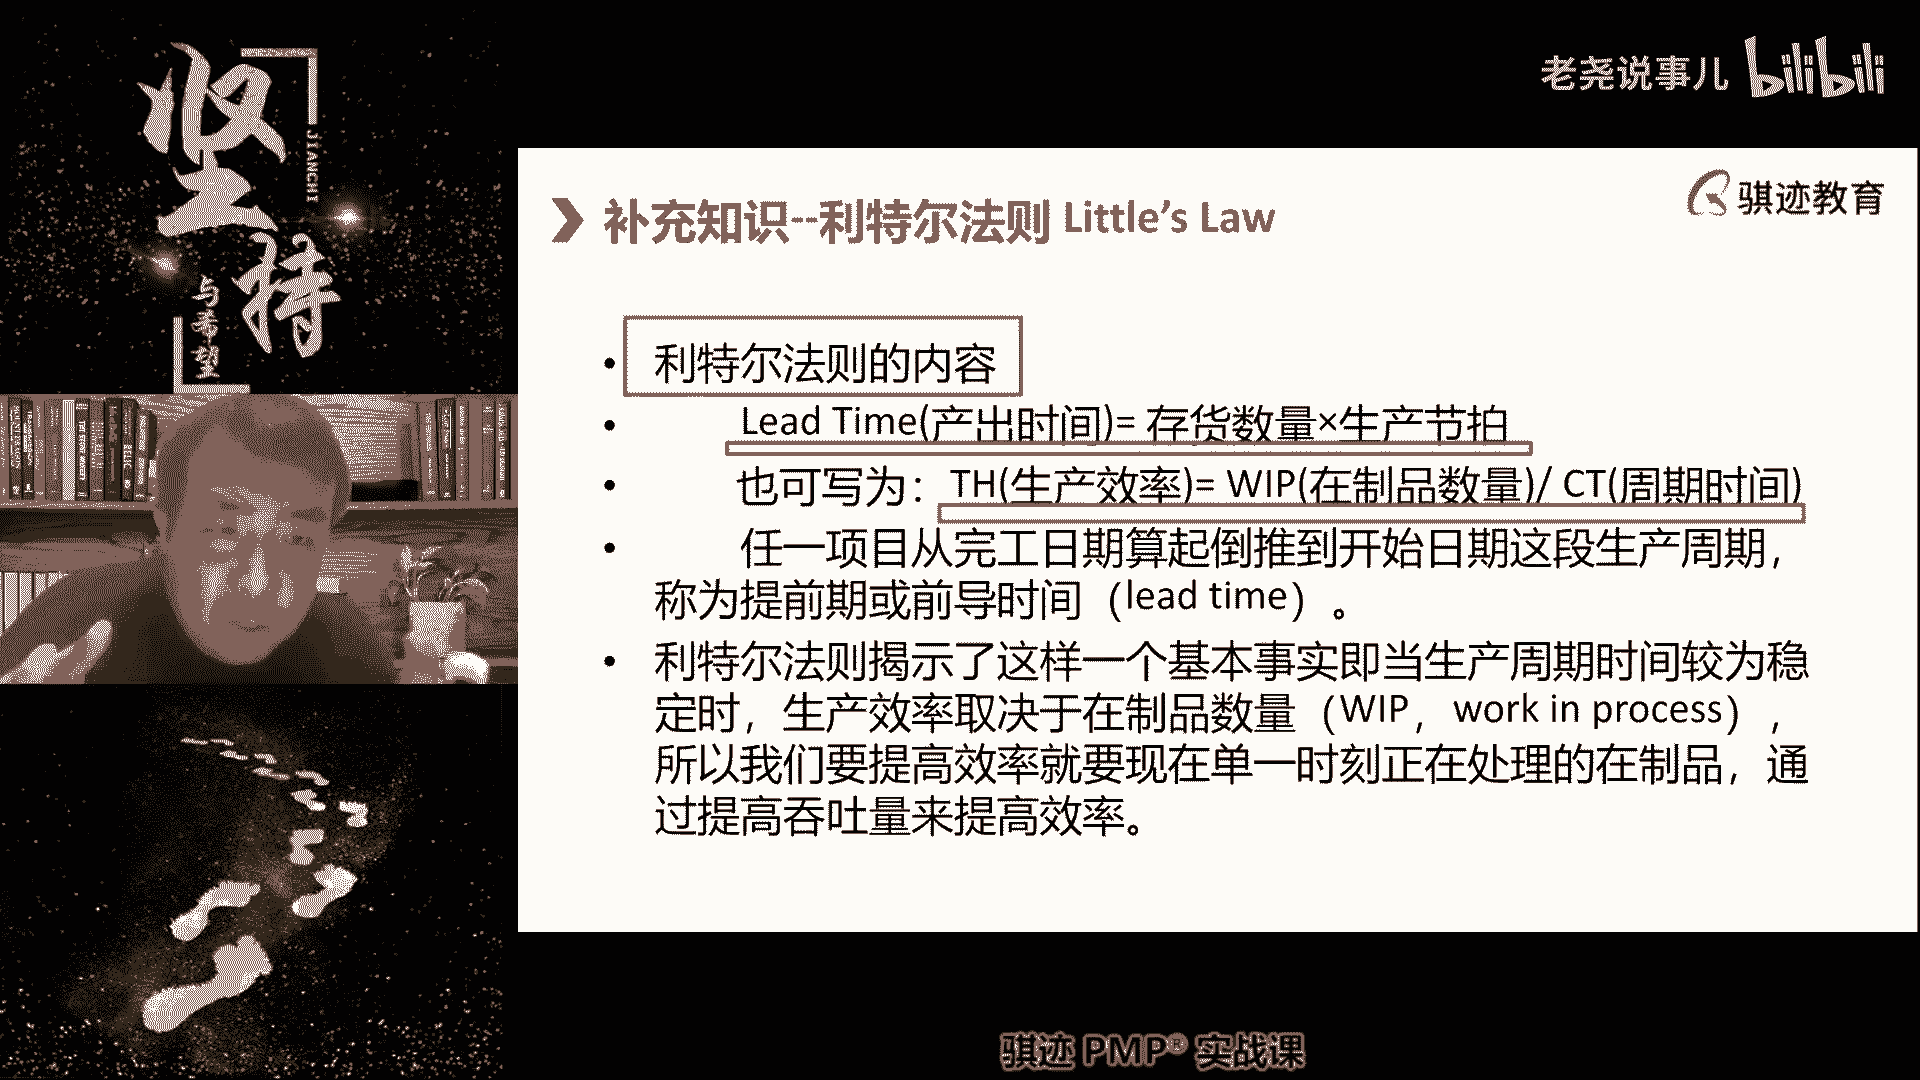 坚持
JIANCHI
与希望
老尧说事儿 bilibili
骐迹教育
补充知识--利特尔法则 Little's Law
• 利特尔法则的内容
• Lead Time(产出时间)= 存货数量×生产节拍
• 也可写为：TH(生产效率)= WIP(在制品数量)/ CT(周期时间)
• 任一项目从完工日期算起倒推到开始日期这段生产周期，
称为提前期或前导时间（lead time）。
• 利特尔法则揭示了这样一个基本事实即当生产周期时间较为稳
定时，生产效率取决于在制品数量（WIP，work in process），
所以我们要提高效率就要现在单一时刻正在处理的在制品，通
过提高吞吐量来提高效率。
骐迹 PMP® 实战课